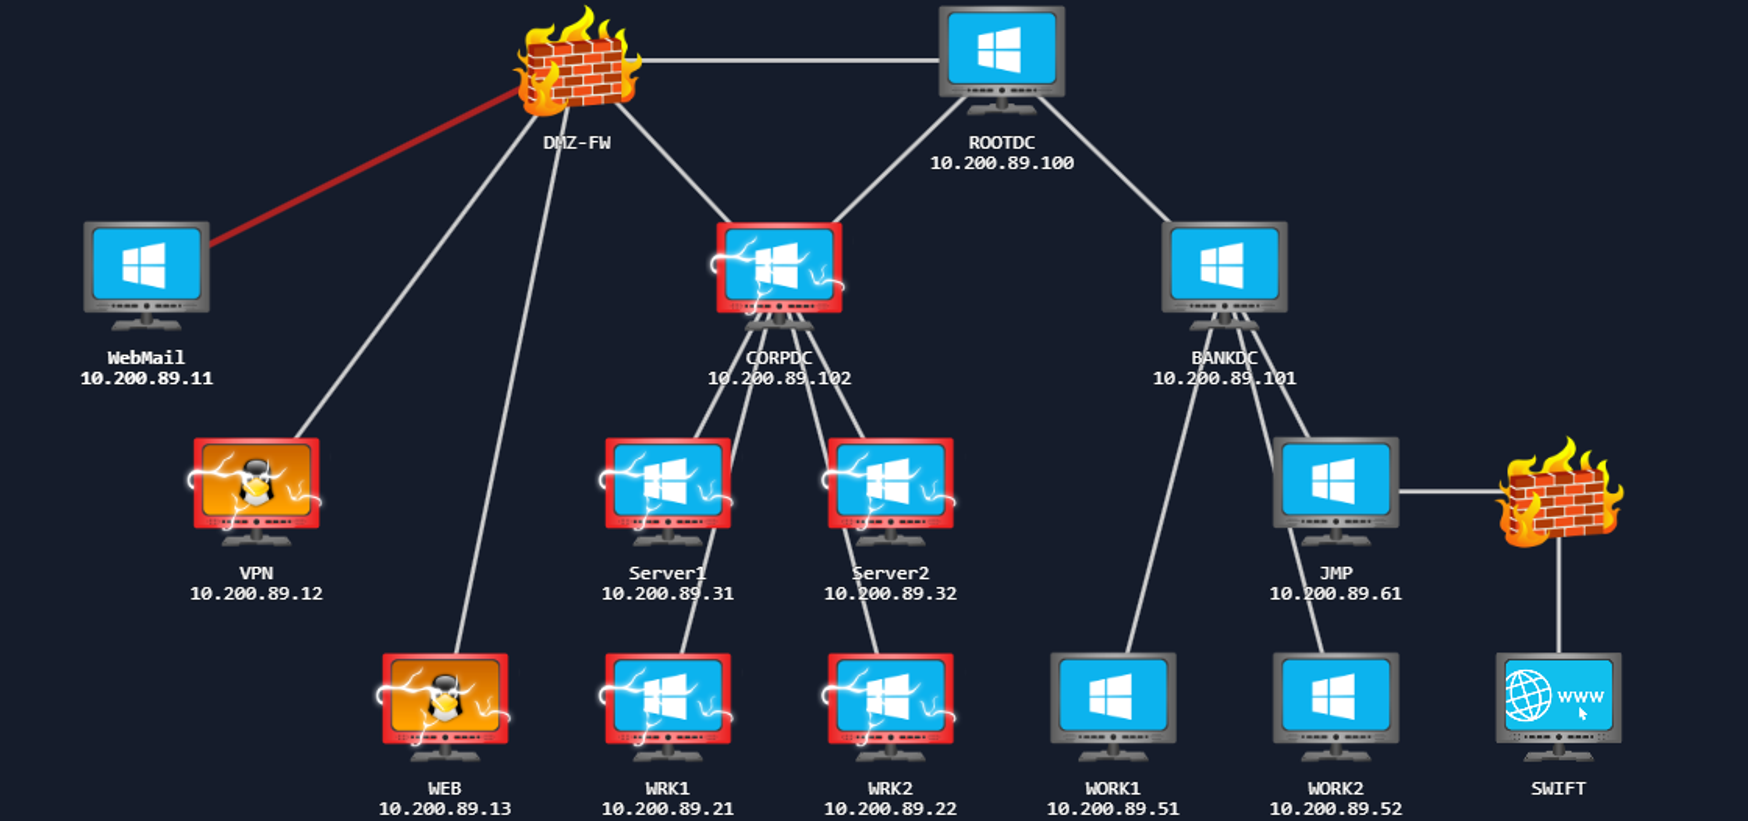 DMZ-FW
ROOTDC
10.200.89.100
WebMail
10.200.89.11
CORPDC
10.200.89.102
BANKDC
10.200.89.101
VPN
10.200.89.12
Server1
10.200.89.31
Server2
10.200.89.32
JMP
10.200.89.61
www
WEB
10.200.89.13
WRK1
10.200.89.21
WRK2
10.200.89.22
WORK1
10.200.89.51
WORK2
10.200.89.52
SWIFT